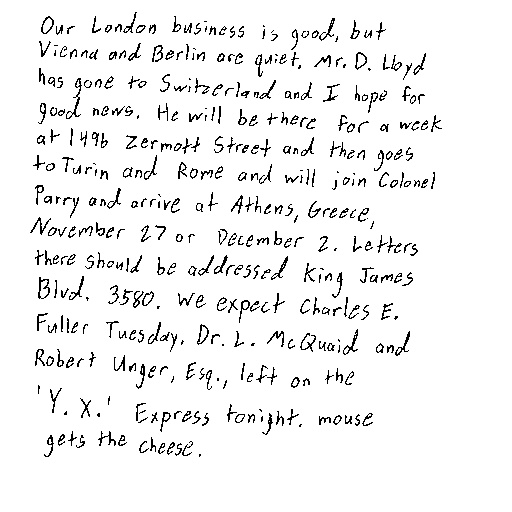 Our London business is good, but
Vienna and Berlin are quiet. Mr. D. Lloyd
has gone to Switzerland and I hope for
good news. He will be there for a week
at 1496 Zermott Street and then goes
to Turin and Rome and will join Colonel
Parry and arrive at Athens, Greece,
November 27 or December 2. Letters
there should be addressed King James
Blvd. 3580. We expect Charles E.
Fuller Tuesday. Dr. L. McQuaid and
Robert Unger, Esq., left on the
'Y. X.' Express tonight. mouse
gets the cheese.